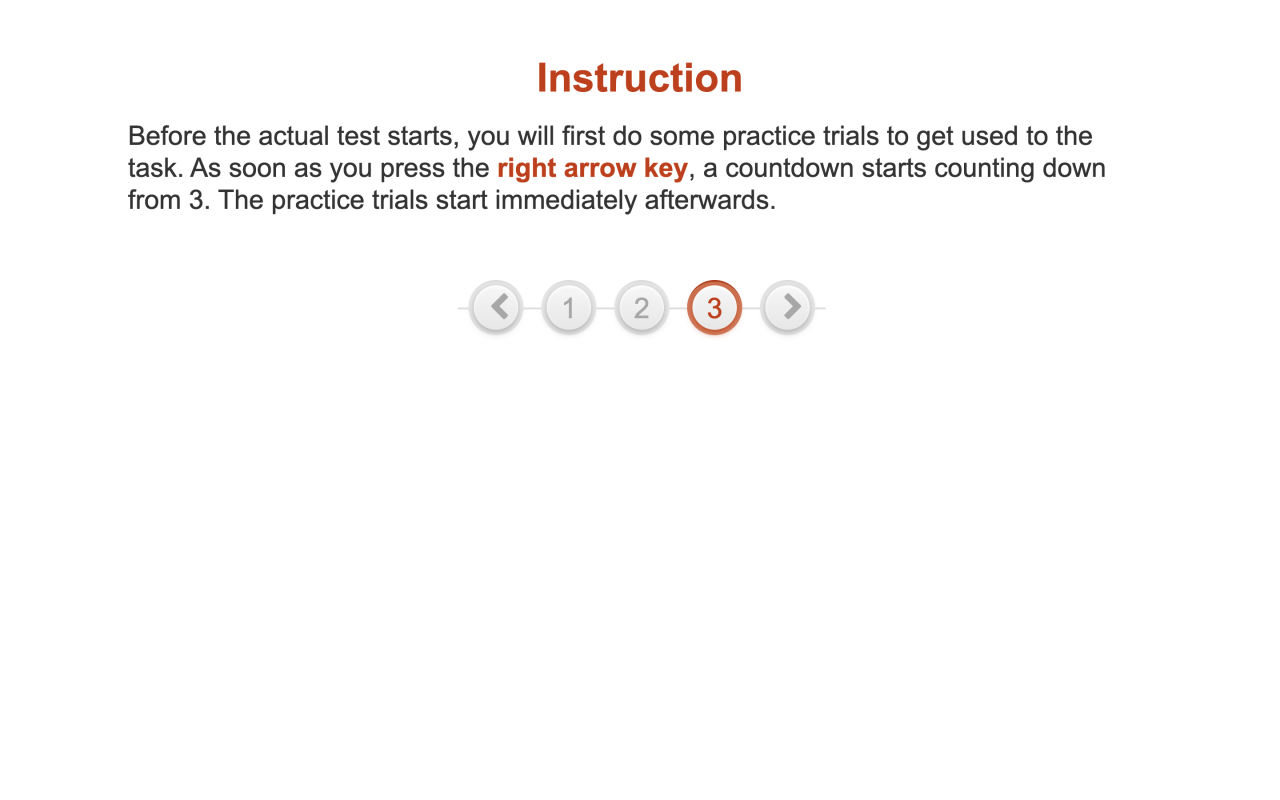 Instruction
Before the actual test starts, you will first do some practice trials to get used to the
task. As soon as you press the right arrow key, a countdown starts counting down
from 3. The practice trials start immediately afterwards.
1 2 3